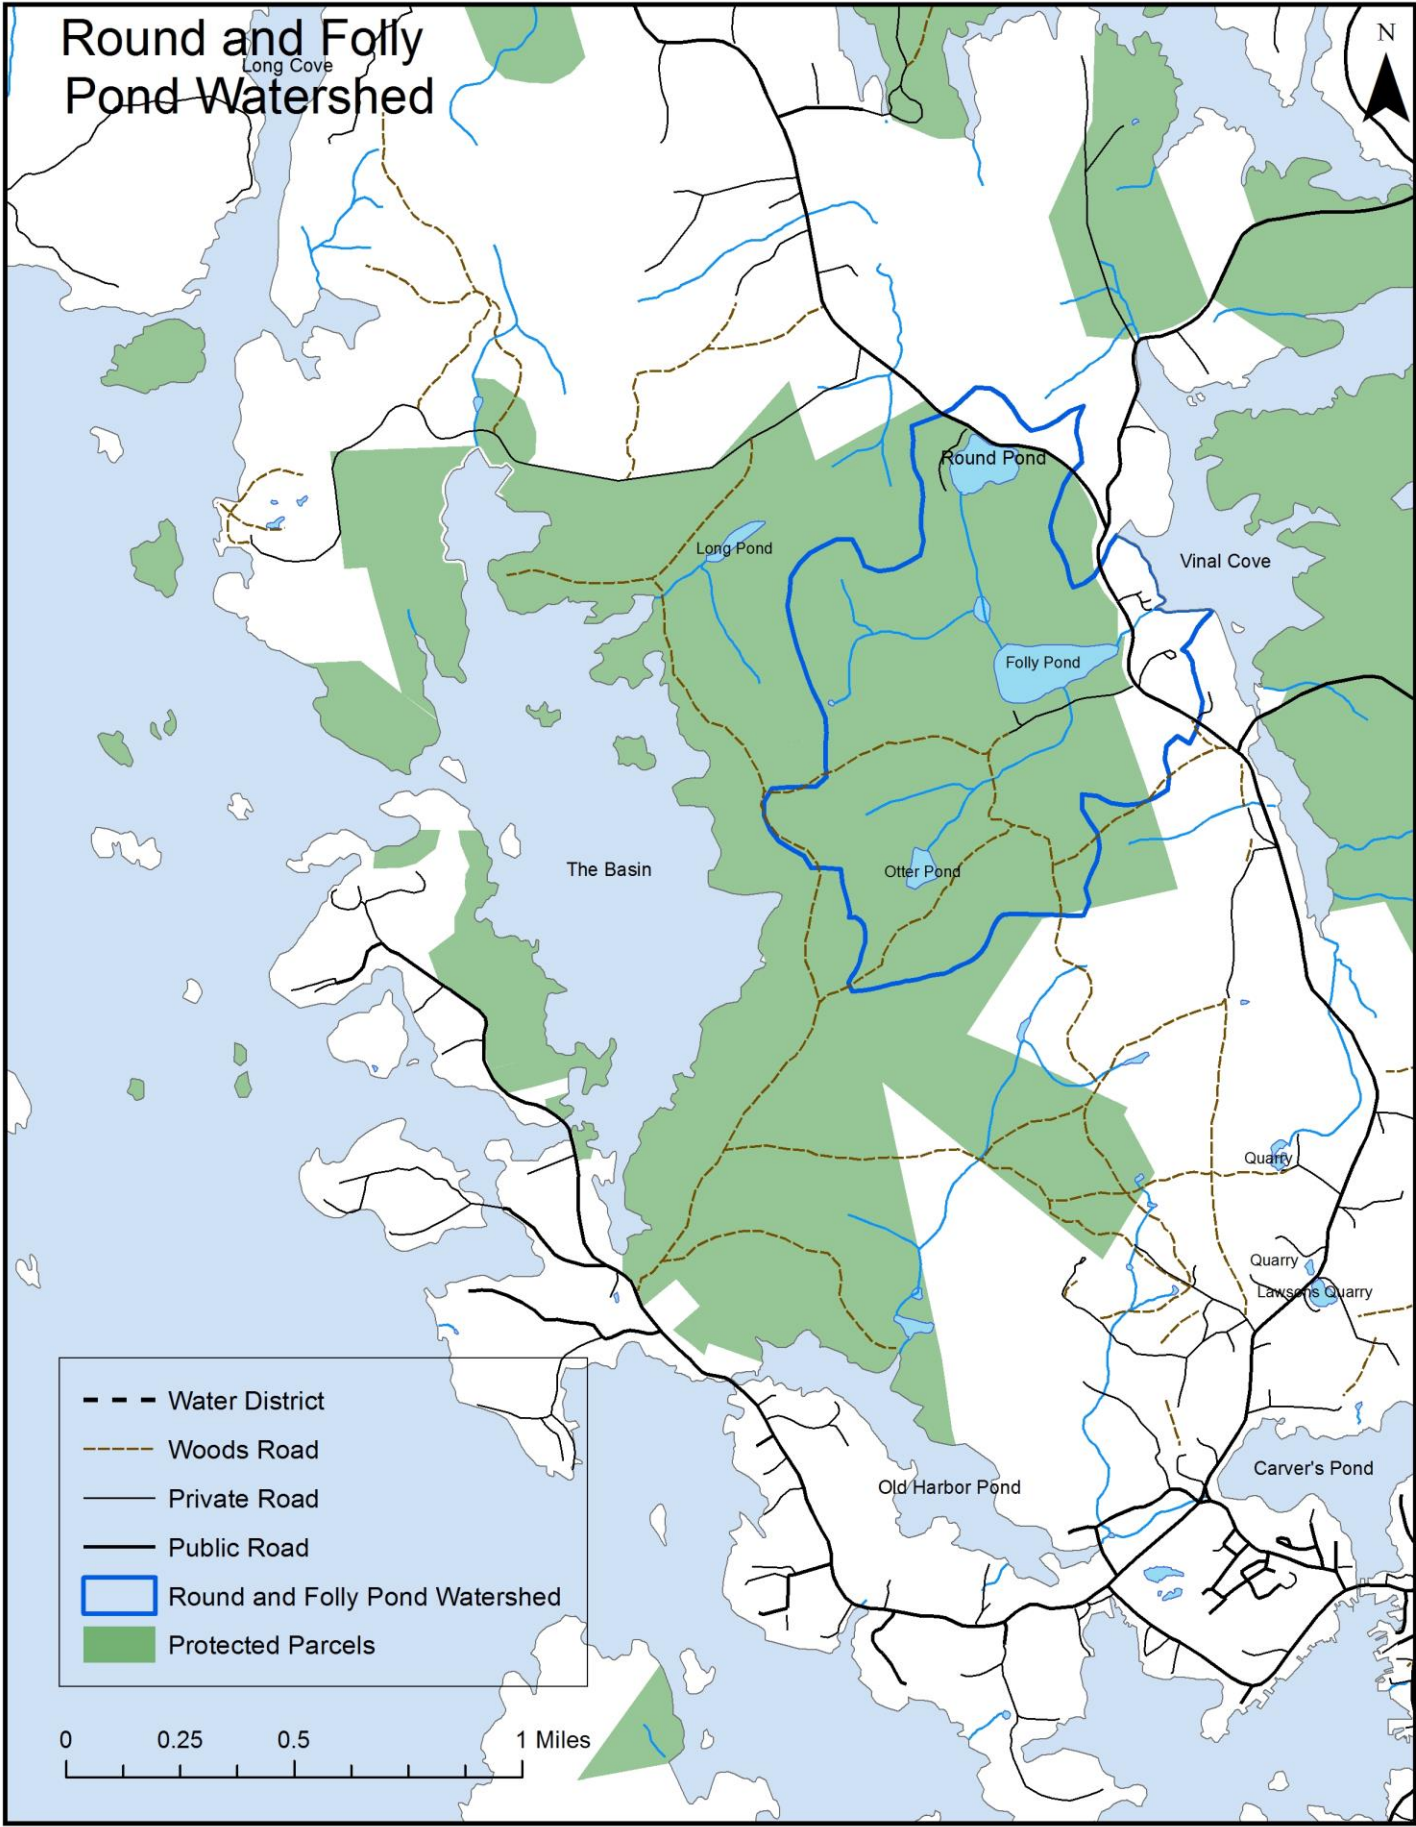 Round and Folly
Long Cove
Pond Watershed
N
Round Pond
Long Pond
Vinal Cove
Folly Pond
The Basin
Otter Pond
Quarry
Quarry
Lawsons Quarry
Water District
Woods Road
Private Road
Public Road
Round and Folly Pond Watershed
Protected Parcels
Carver's Pond
Old Harbor Pond
0 0.25 0.5 1 Miles